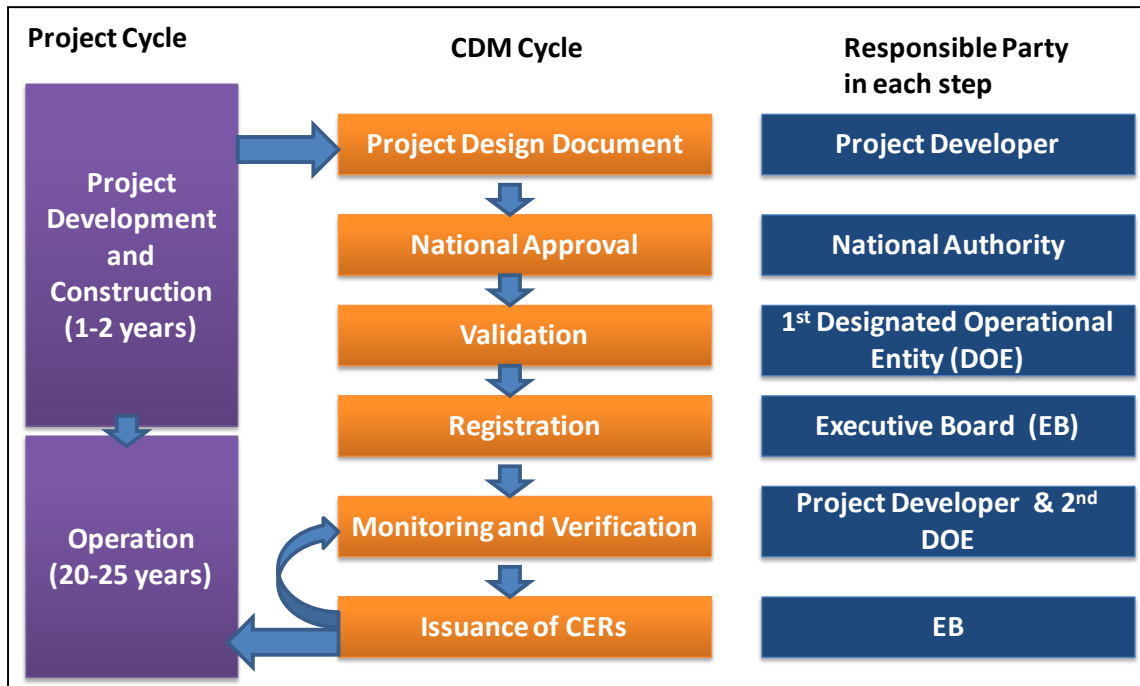 Project Cycle
CDM Cycle
Responsible Party
in each step
Project
Development
and
Construction
(1-2 years)
Project Design Document
Project Developer
National Approval
National Authority
Validation
1st Designated Operational
Entity (DOE)
Registration
Executive Board (EB)
Operation
(20-25 years)
Monitoring and Verification
Project Developer & 2nd
DOE
Issuance of CERs
EB